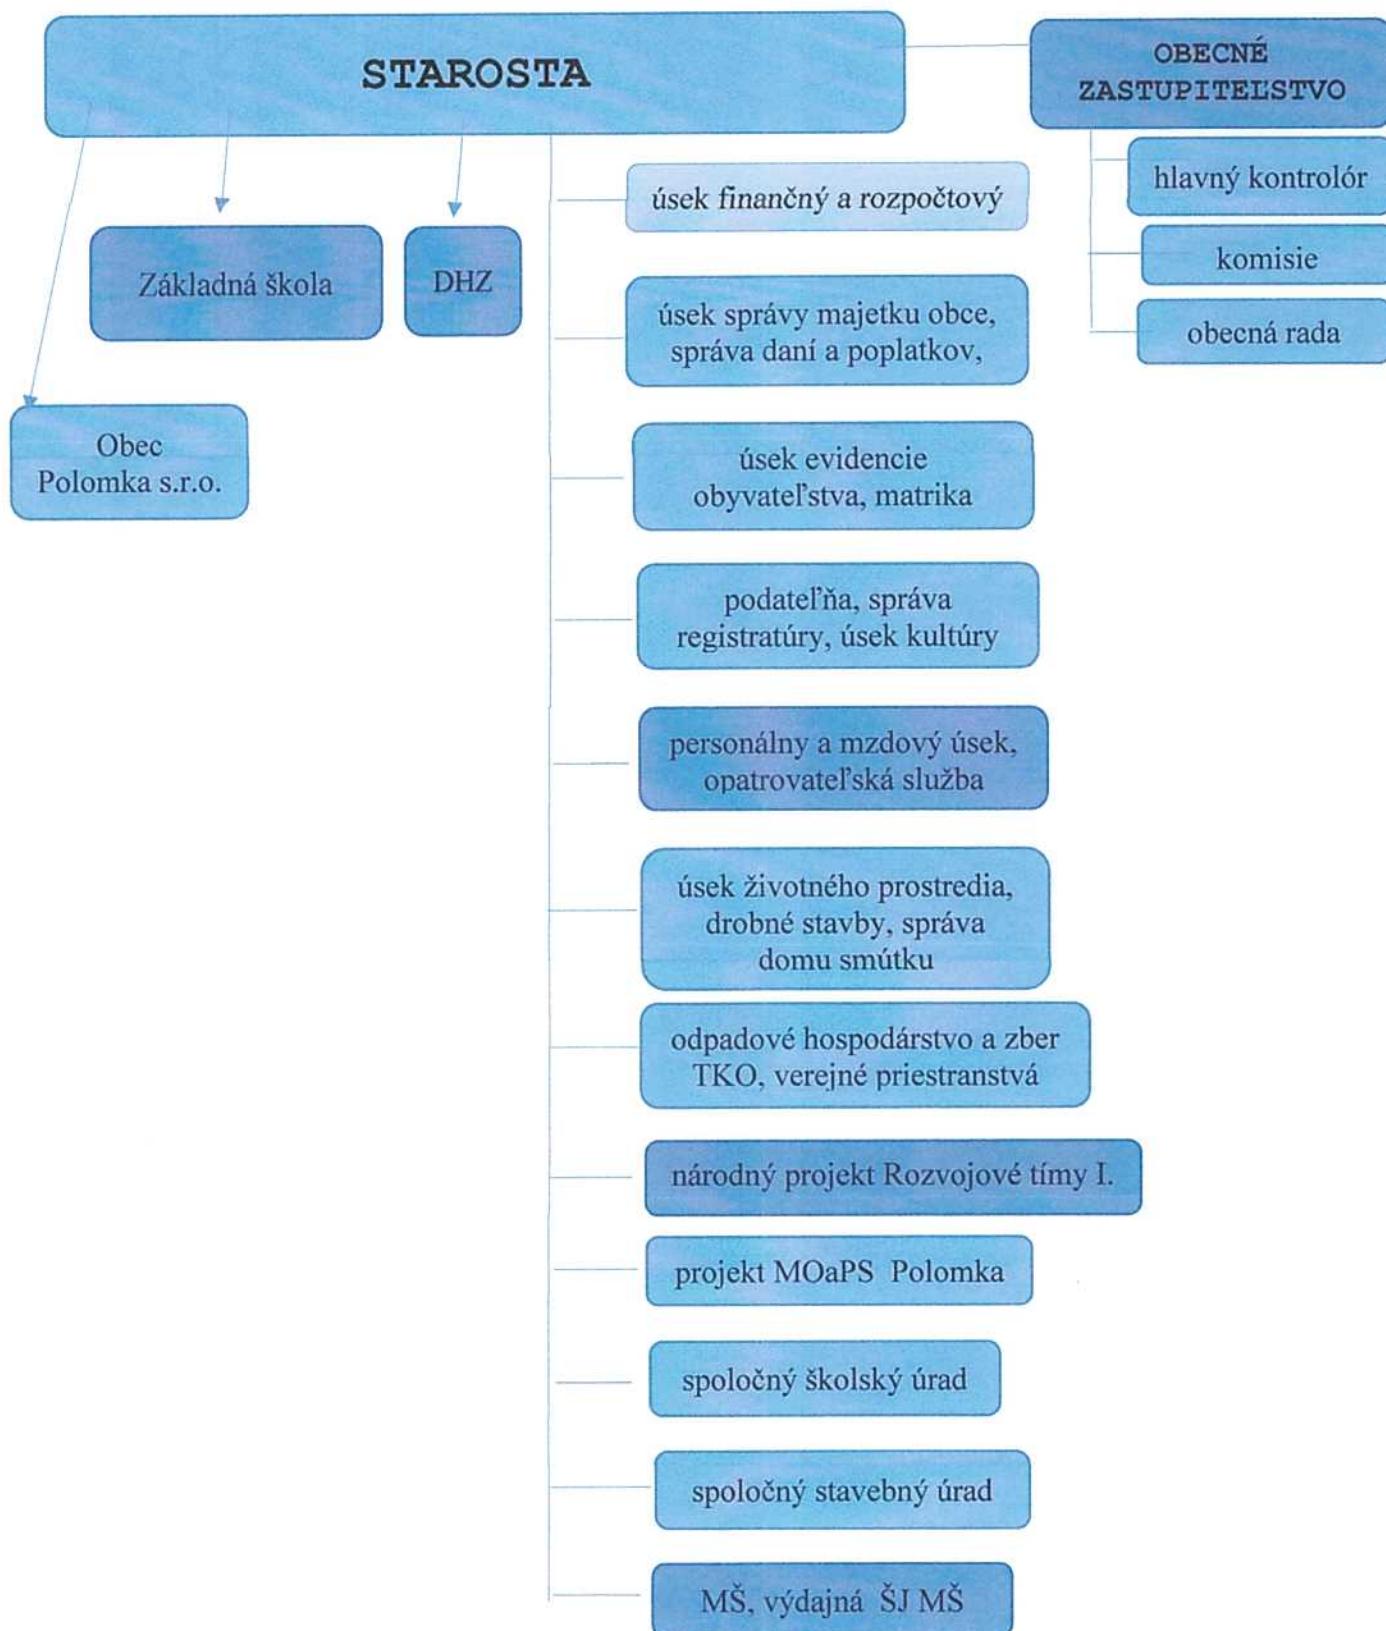 STAROSTA
OBECNÉ
ZASTUPITEĽSTVO
hlavný kontrolór
komisie
obecná rada
Základná škola
DHZ
Obec
Polomka s.r.o.
úsek finančný a rozpočtový
úsek správy majetku obce,
správa daní a poplatkov,
úsek evidencie
obyvateľstva, matrika
podateľňa, správa
registratúry, úsek kultúry
personálny a mzdový úsek,
opatrovateľská služba
úsek životného prostredia,
drobné stavby, správa
domu smútku
odpadové hospodárstvo a zber
TKO, verejné priestranstvá
národný projekt Rozvojové tímy I.
projekt MOaPS Polomka
spoločný školský úrad
spoločný stavebný úrad
MŠ, výdajná ŠJ MŠ